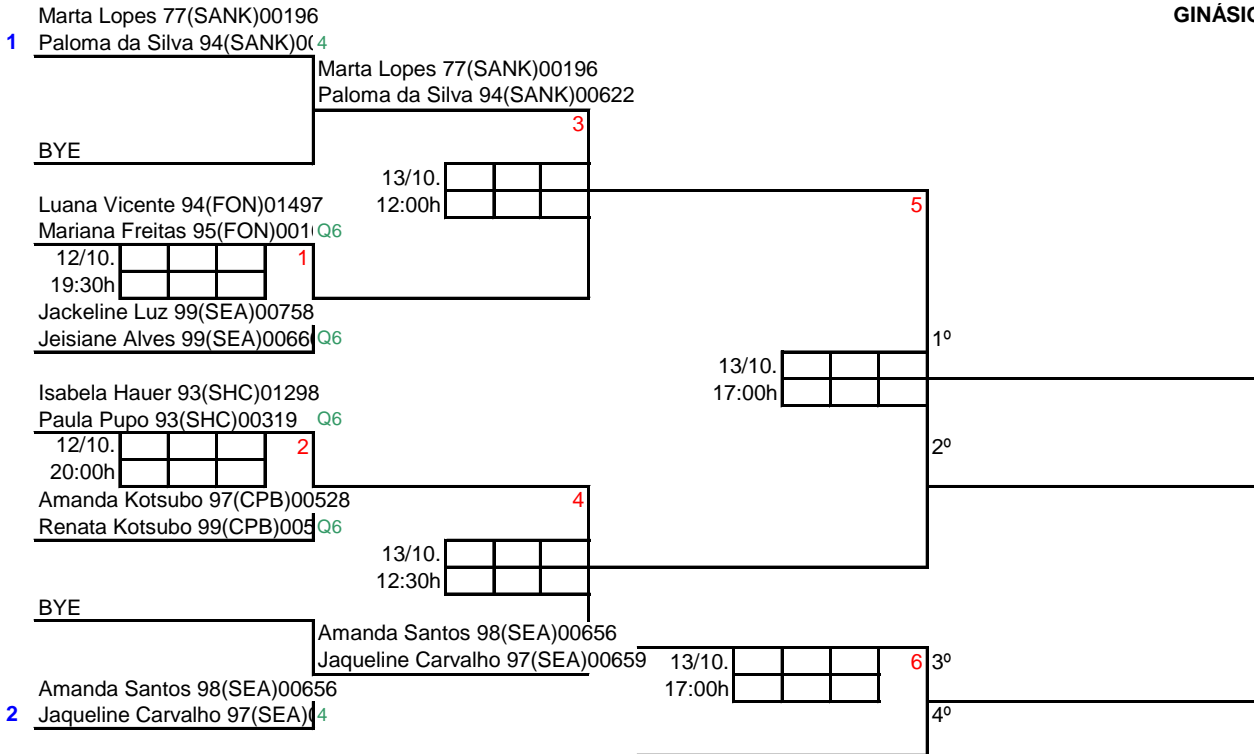 Marta Lopes 77(SANK)00196
GINÁSIO
1 Paloma da Silva 94(SANK)00 4
Marta Lopes 77(SANK)00196
Paloma da Silva 94(SANK)00622
3
BYE
13/10.
12:00h
Luana Vicente 94(FON)01497
5
Mariana Freitas 95(FON)001 Q6
12/10. 1
19:30h
Jackeline Luz 99(SEA)00758
Jeisiane Alves 99(SEA)0066 Q6
1º
13/10.
17:00h
Isabela Hauer 93(SHC)01298
Paula Pupo 93(SHC)00319 Q6
12/10. 2
2º
20:00h
Amanda Kotsubo 97(CPB)00528
4
Renata Kotsubo 99(CPB)005 Q6
13/10.
12:30h
BYE
Amanda Santos 98(SEA)00656
Jaqueline Carvalho 97(SEA)00659
13/10. 6 3º
17:00h
Amanda Santos 98(SEA)00656
2 Jaqueline Carvalho 97(SEA)0 4
4º